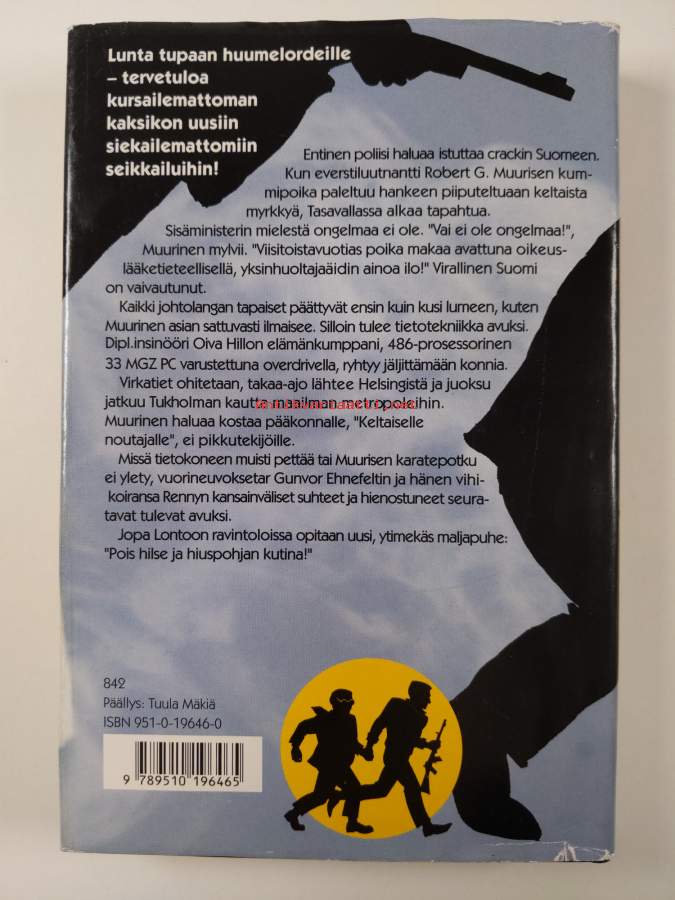 Lunta tupaan huumelordeille
– tervetuloa
kursailemattoman
kaksikon uusiin
siekailemattomiin
seikkailuihin!
Entinen poliisi haluaa istuttaa crackin Suomeen.
Kun everstiluutnantti Robert G. Muurisen kum-
mipoika paleltuu hankeen piiputeltuaan keltaista
myrkkyä, Tasavallassa alkaa tapahtua.
Sisäministerin mielestä ongelmaa ei ole. "Vai ei ole ongelmaa!",
Muurinen mylvii. "Viisitoistavuotias poika makaa avattuna oikeus-
lääketieteellisellä, yksinhuoltajaäidin ainoa ilo!" Virallinen Suomi
on vaivautunut.
Kaikki johtolangan tapaiset päättyvät ensin kuin kusi lumeen, kuten
Muurinen asian sattuvasti ilmaisee. Silloin tulee tietotekniikka avuksi.
Dipl.insinööri Oiva Hillon elämänkumppani, 486-prosessorinen
33 MGZ PC varustettuna overdrivella, ryhtyy jäljittämään konnia.
Virkatiet ohitetaan, takaa-ajo lähtee Helsingistä ja juoksu
jatkuu Tukholman kautta maailman metropoleihin.
antikvariaatti.net
Muurinen haluaa kostaa pääkonnalle, "Keltaiselle
noutajalle", ei pikkutekijöille.
Missä tietokoneen muisti pettää tai Muurisen karatepotku
ei ylety, vuorineuvoksetar Gunvor Ehnefeltin ja hänen vihi-
koiransa Rennyn kansainväliset suhteet ja hienostuneet seura-
tavat tulevat avuksi.
Jopa Lontoon ravintoloissa opitaan uusi, ytimekäs maljapuhe:
"Pois hilse ja hiuspohjan kutina!"
842
Päällys: Tuula Mäkiä
ISBN 951-0-19646-0
9 789510 196465